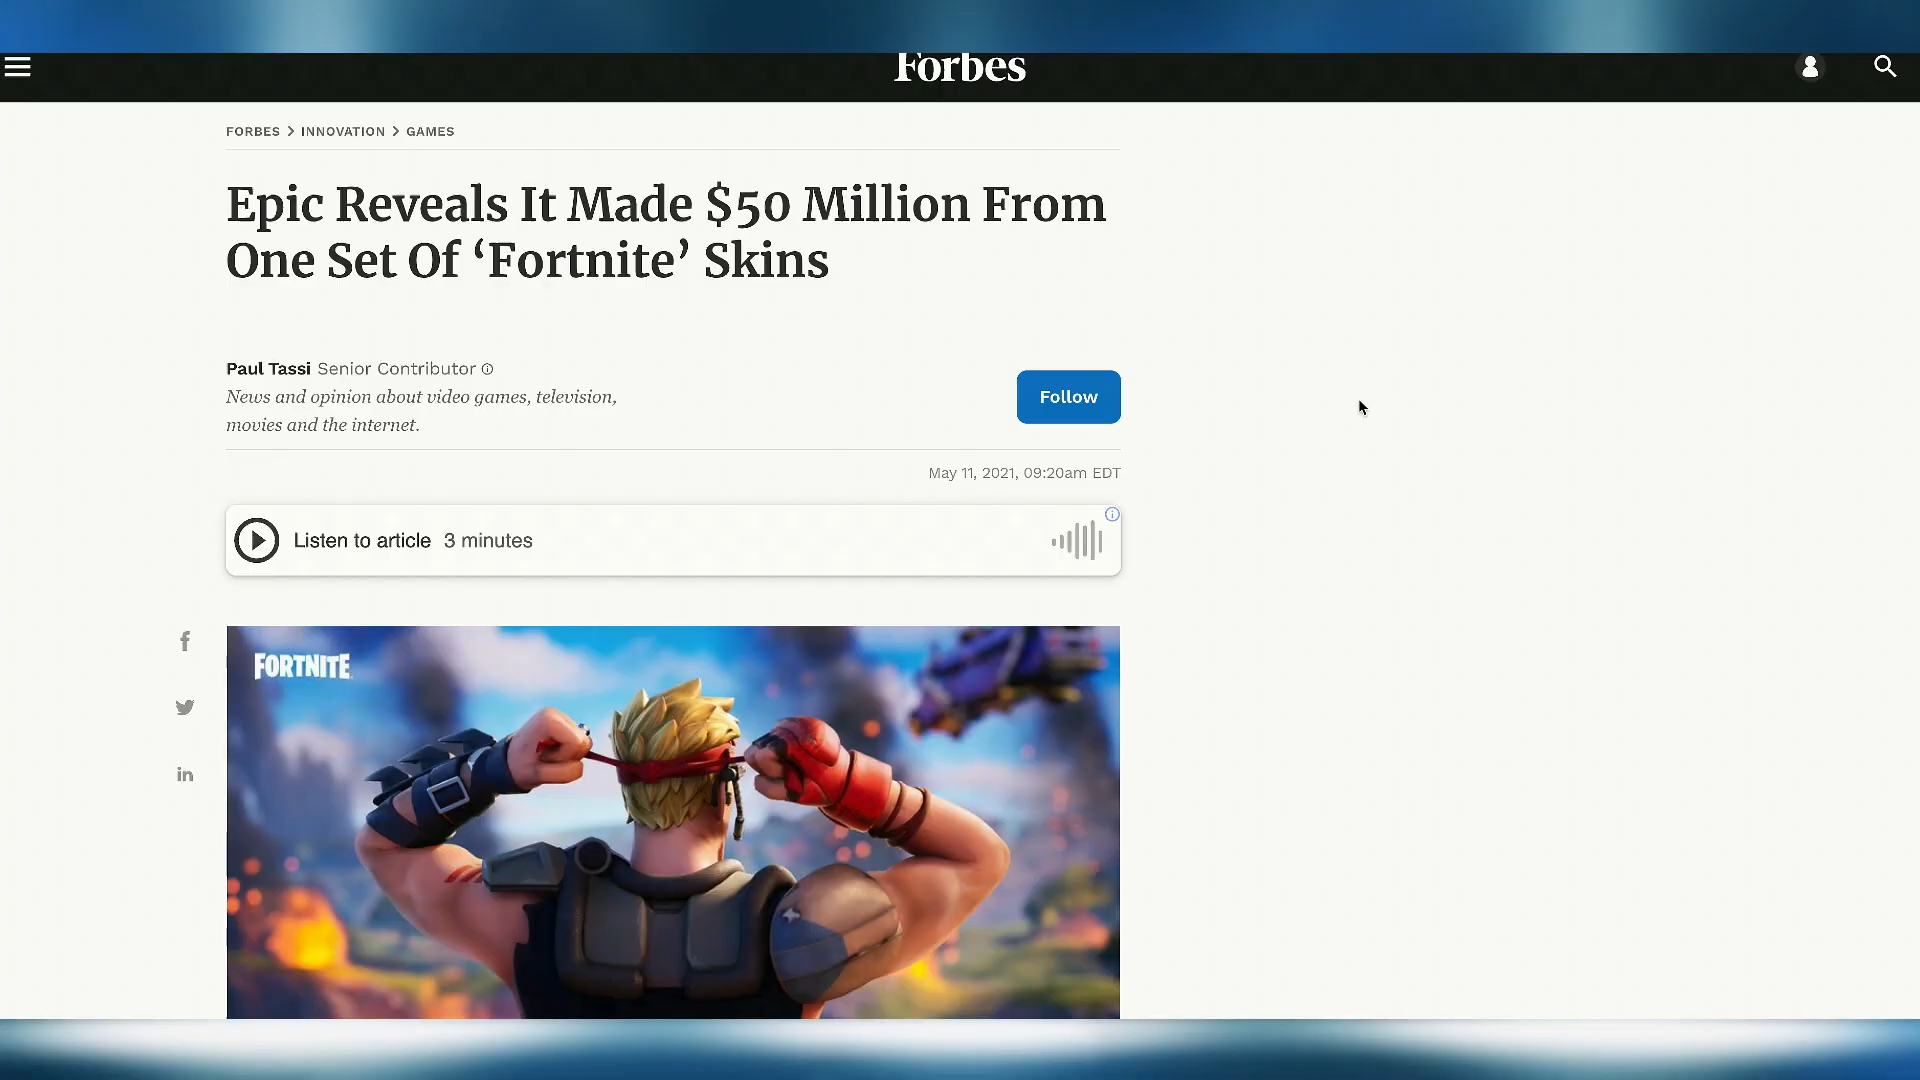 Forbes
FORBES > INNOVATION > GAMES
Epic Reveals It Made $50 Million From
One Set Of ‘Fortnite’ Skins
Paul Tassi Senior Contributor
News and opinion about video games, television,
movies and the internet.
Follow
May 11, 2021, 09:20am EDT
Listen to article 3 minutes
FORTNITE